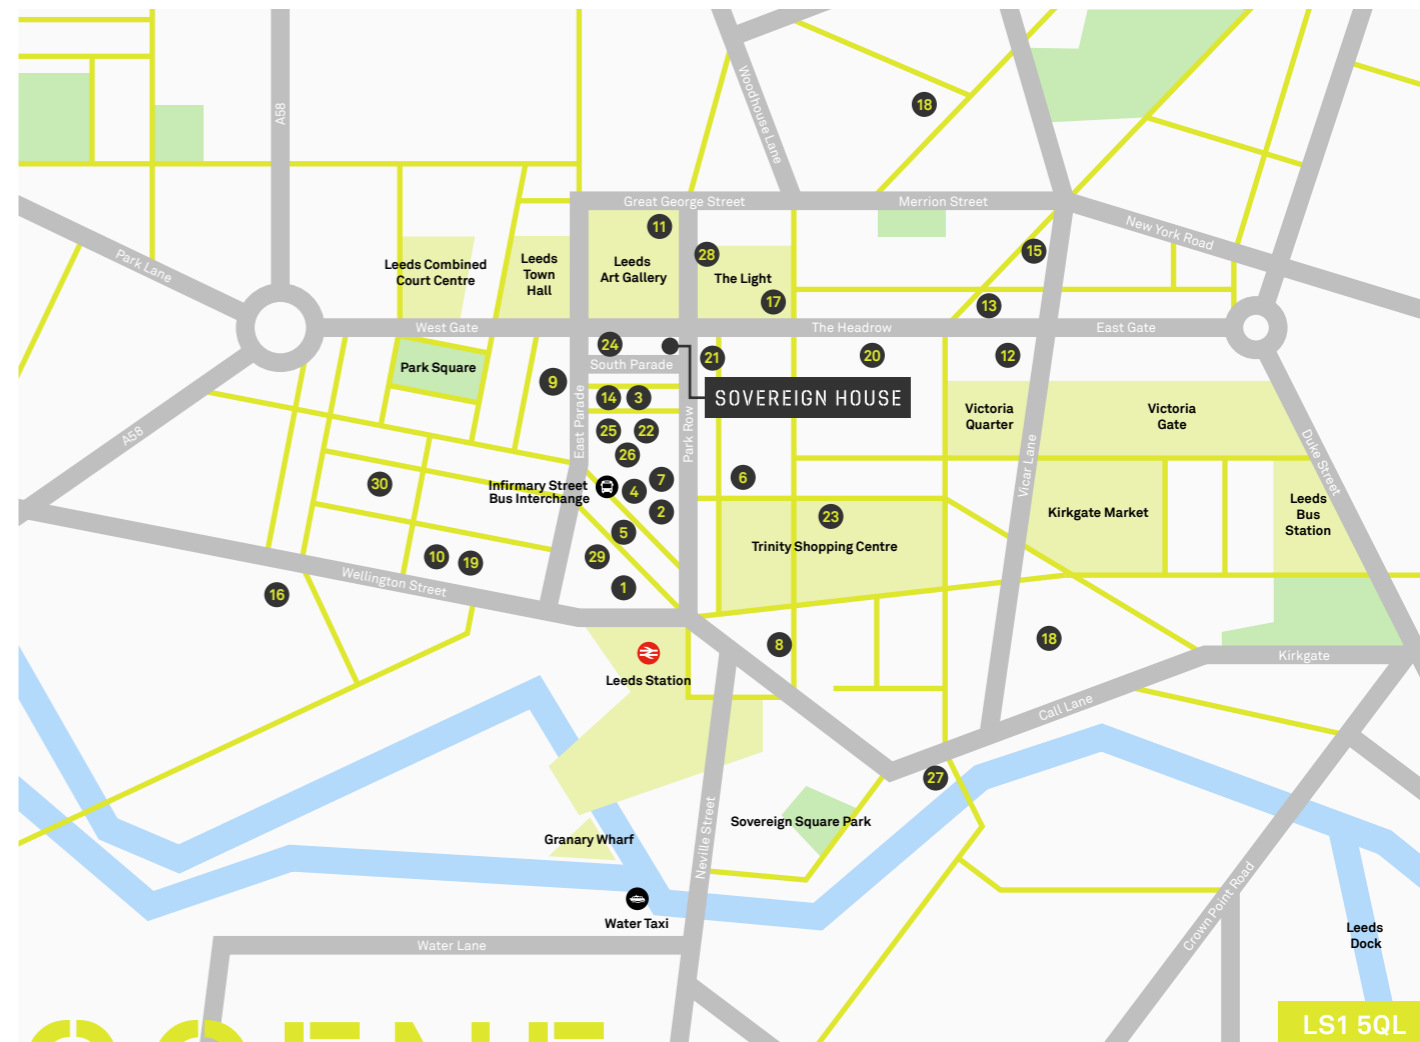 A58
Woodhouse Lane
18
Great George Street
Merrion Street
11
28
15
New York Road
Park Lane
Leeds Combined
Court Centre
Leeds
Town
Hall
Leeds
Art Gallery
The Light
17
13
West Gate
The Headrow
East Gate
24
21
20
12
South Parade
Park Square
9
SOVEREIGN HOUSE
14
3
Victoria
Quarter
Victoria
Gate
A58
East Parade
25
22
Park Row
26
Vicar Lane
Duke Street
30
Infirmary Street
Bus Interchange
4
7
6
2
23
Kirkgate Market
Leeds
Bus
Station
5
Trinity Shopping Centre
29
10
19
Wellington Street
16
1
8
18
Leeds Station
Kirkgate
Call Lane
27
Neville Street
Sovereign Square Park
Granary Wharf
Crown Point Road
Water Taxi
Water Lane
Leeds
Dock
LS1 5QL